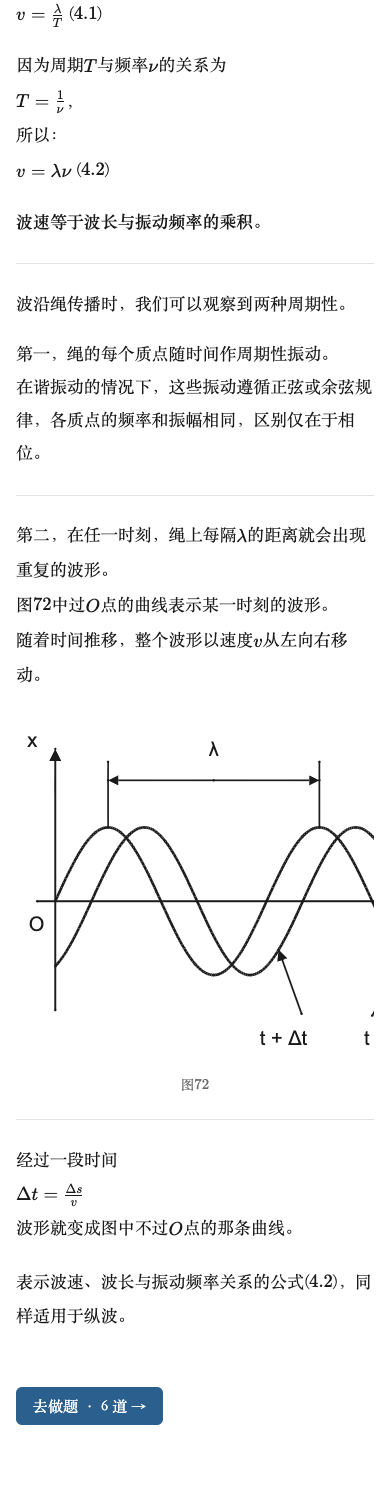 v = λ/T (4.1)
因为周期T与频率ν的关系为
T = 1/ν,
所以：
v = λν (4.2)
波速等于波长与振动频率的乘积。
波沿绳传播时，我们可以观察到两种周期性。
第一，绳的每个质点随时间作周期性振动。
在谐振动的情况下，这些振动遵循正弦或余弦规
律，各质点的频率和振幅相同，区别仅在于相
位。
第二，在任一时刻，绳上每隔λ的距离就会出现
重复的波形。
图72中过O点的曲线表示某一时刻的波形。
随着时间推移，整个波形以速度v从左向右移
动。
x
λ
O
t + Δt
t
图72
经过一段时间
Δt = Δs/v
波形就变成图中不过O点的那条曲线。
表示波速、波长与振动频率关系的公式(4.2)，同
样适用于纵波。
去做题 · 6 道 →